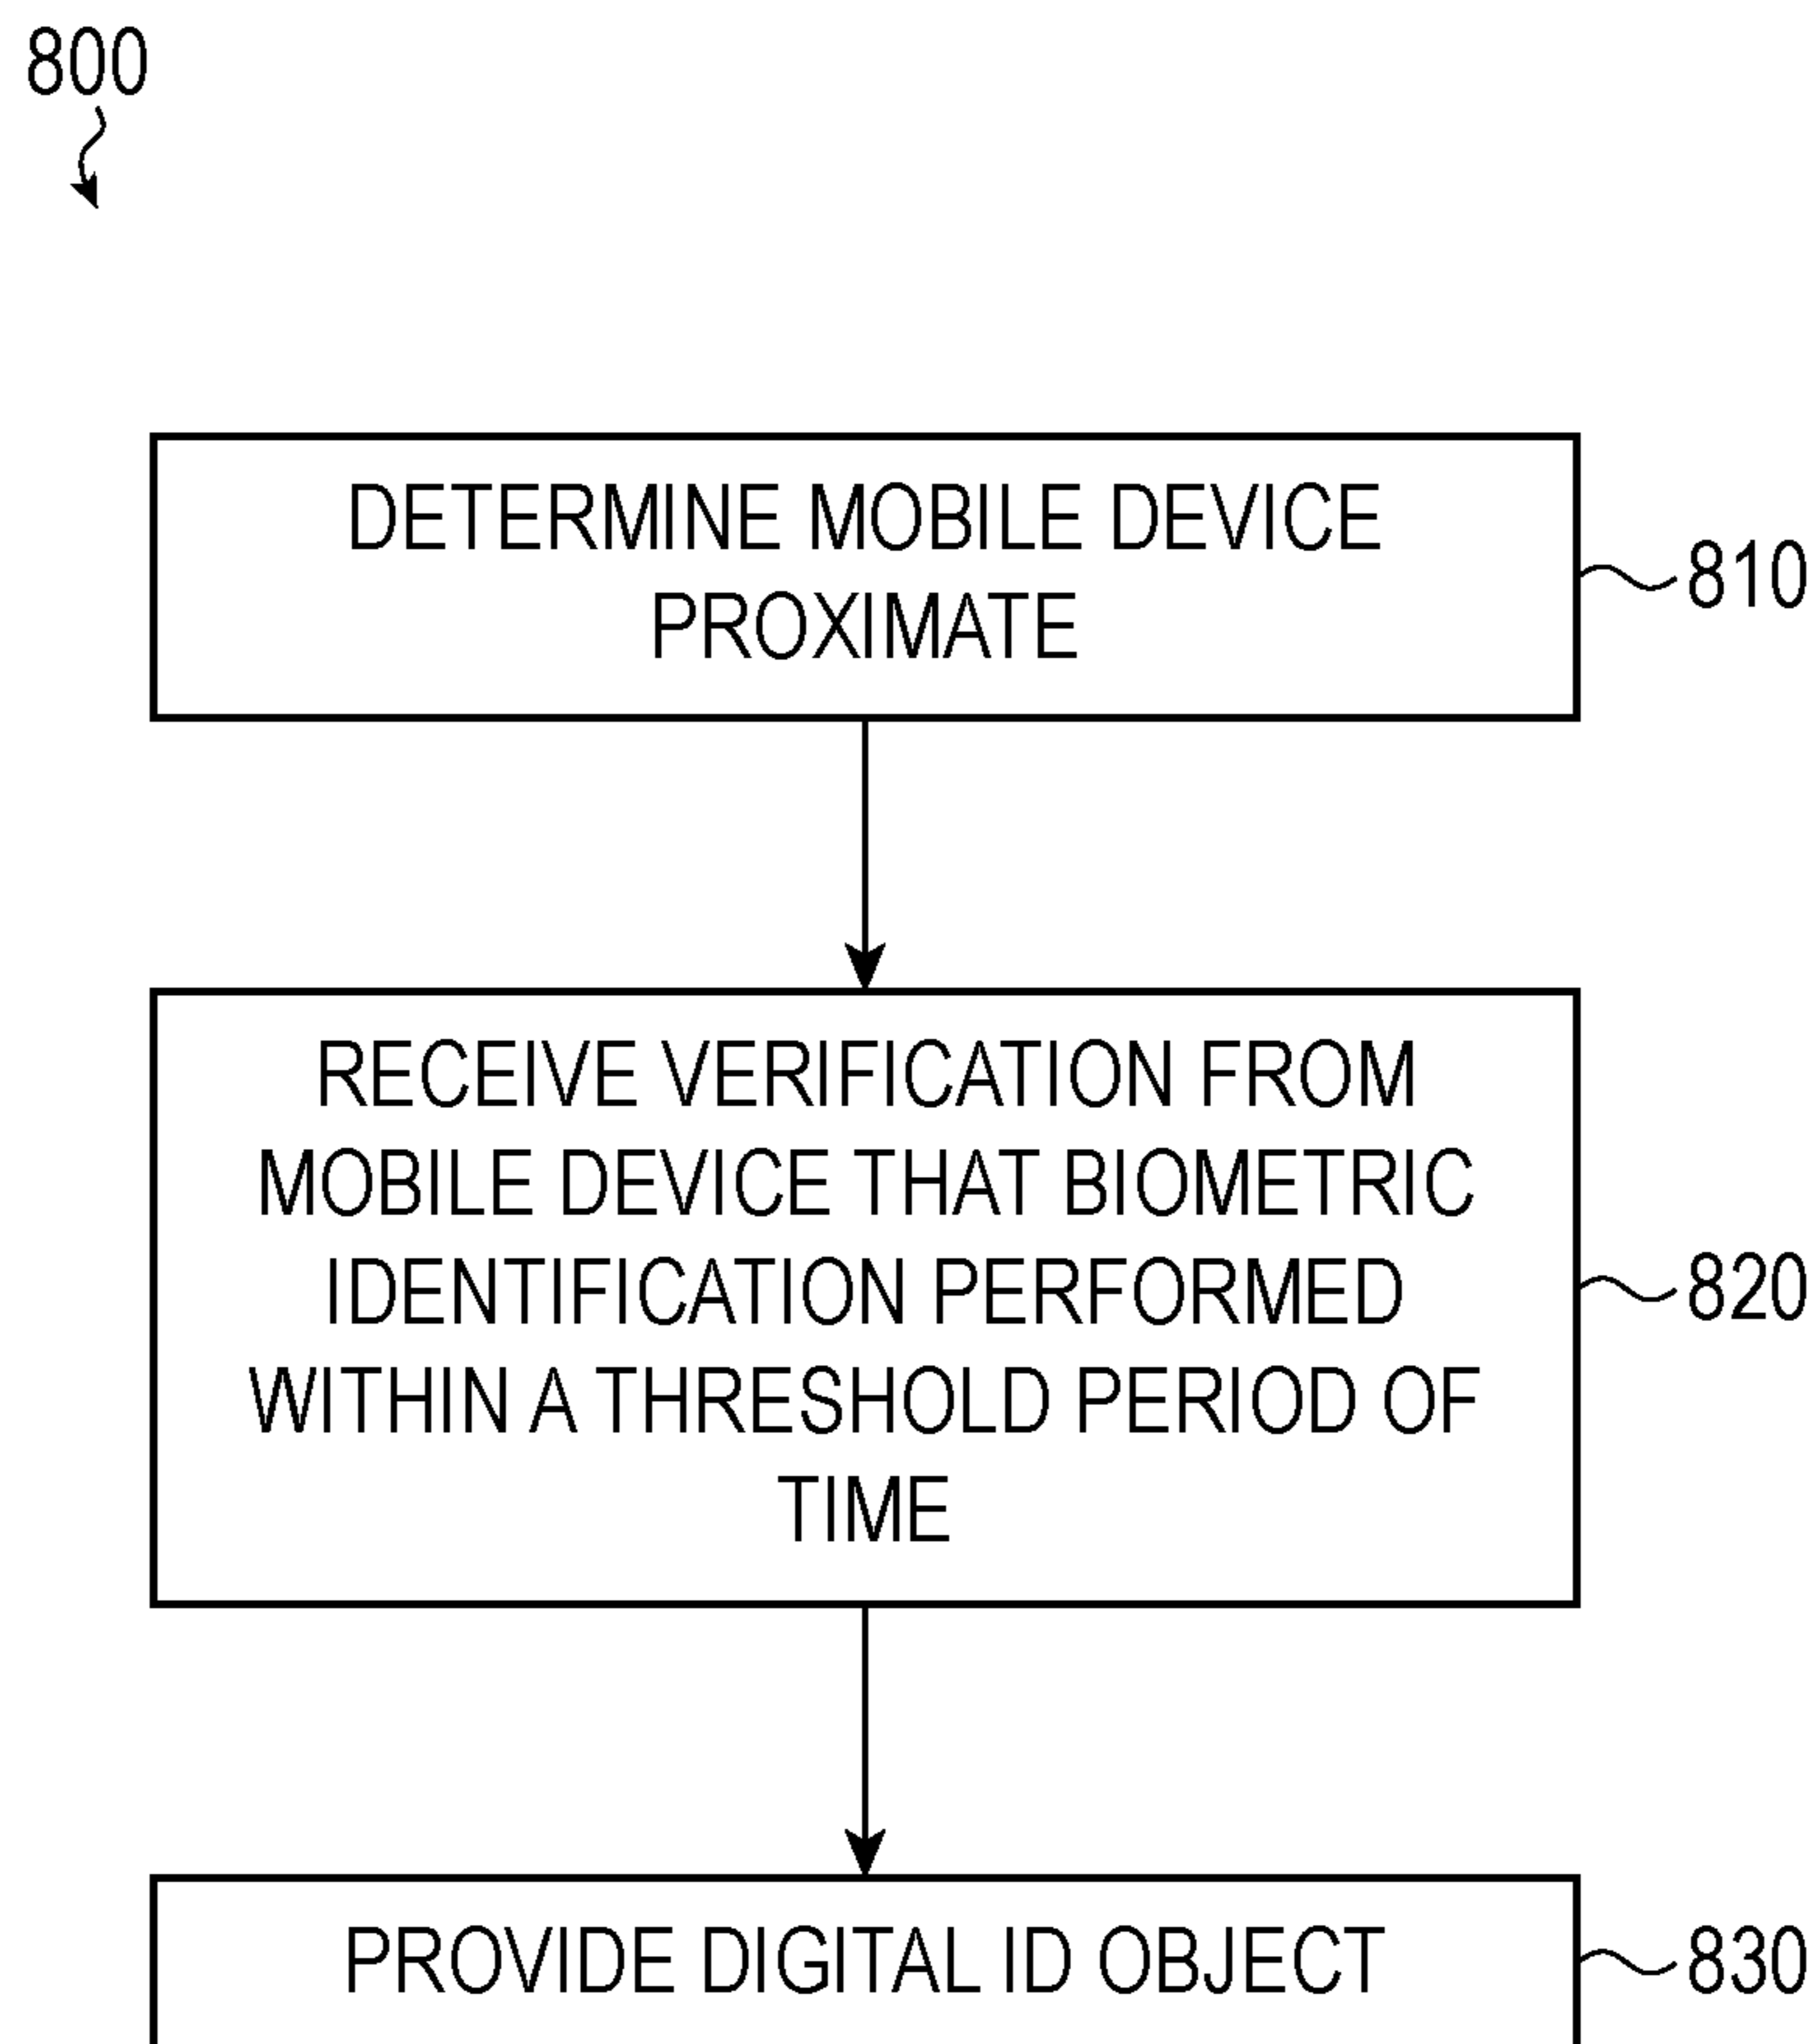 800
DETERMINE MOBILE DEVICE
PROXIMATE
810
RECEIVE VERIFICATION FROM
MOBILE DEVICE THAT BIOMETRIC
IDENTIFICATION PERFORMED
WITHIN A THRESHOLD PERIOD OF
TIME
820
PROVIDE DIGITAL ID OBJECT
830